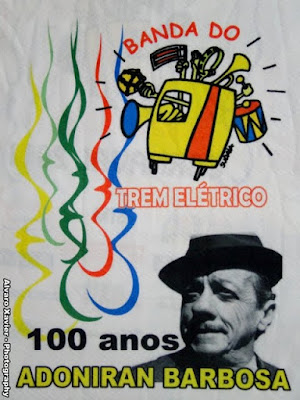 BANDA DO
TREM ELÉTRICO
100 anos
ADONIRAN BARBOSA
Alvaro Xavier - Photography